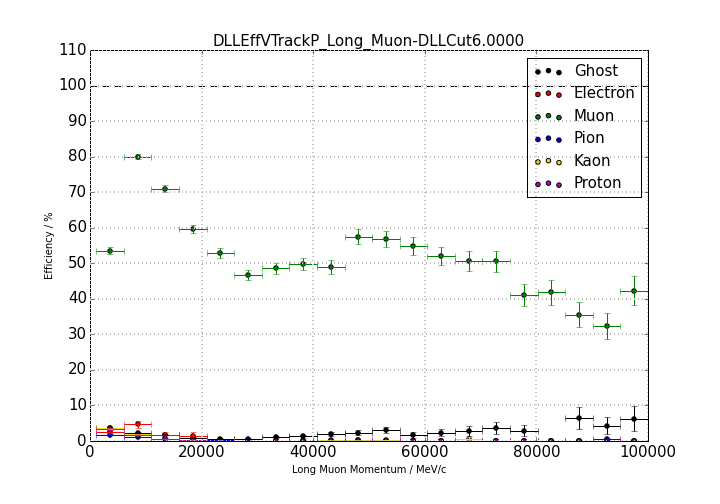 DLLEffVTrackP_Long_Muon-DLLCut6.0000
110
100
90
80
70
60
50
40
30
20
10
0
Efficiency / %
Ghost
Electron
Muon
Pion
Kaon
Proton
0 20000 40000 60000 80000 100000
Long Muon Momentum / MeV/c